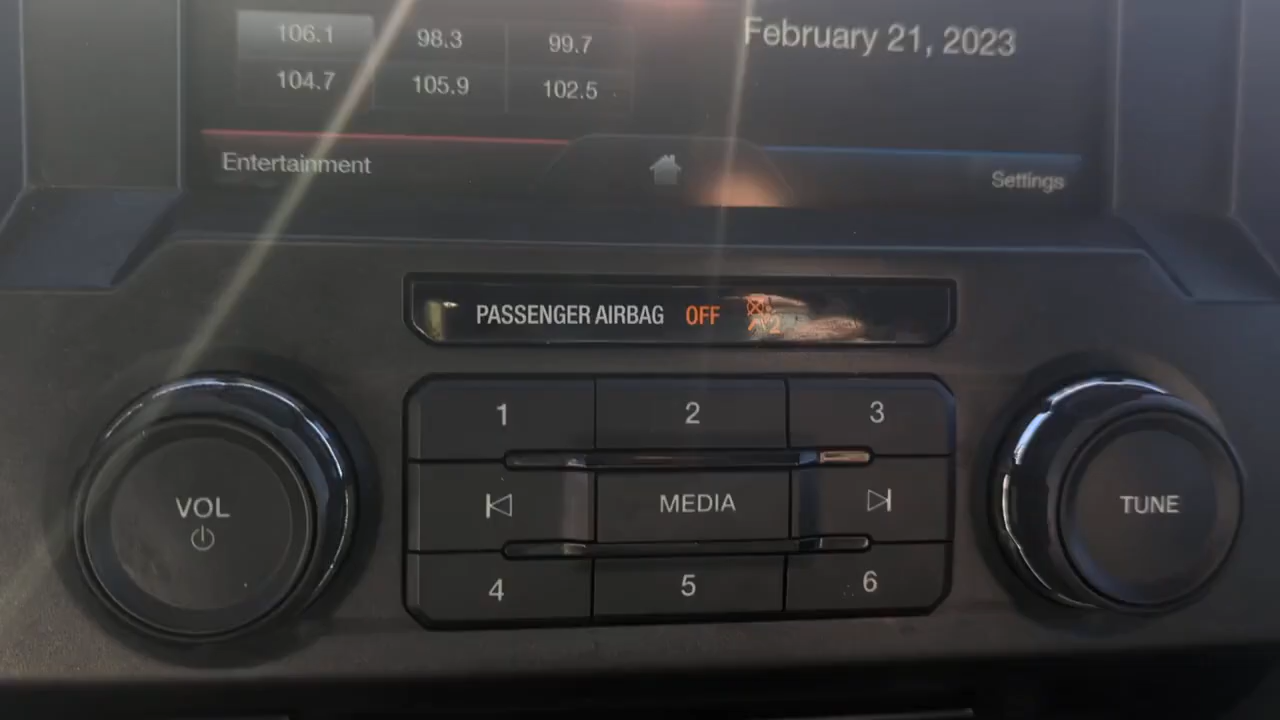 106.1 98.3 99.7
February 21, 2023
104.7 105.9 102.5
Entertainment
Settings
PASSENGER AIRBAG OFF
1 2 3
VOL
MEDIA
TUNE
4 5 6